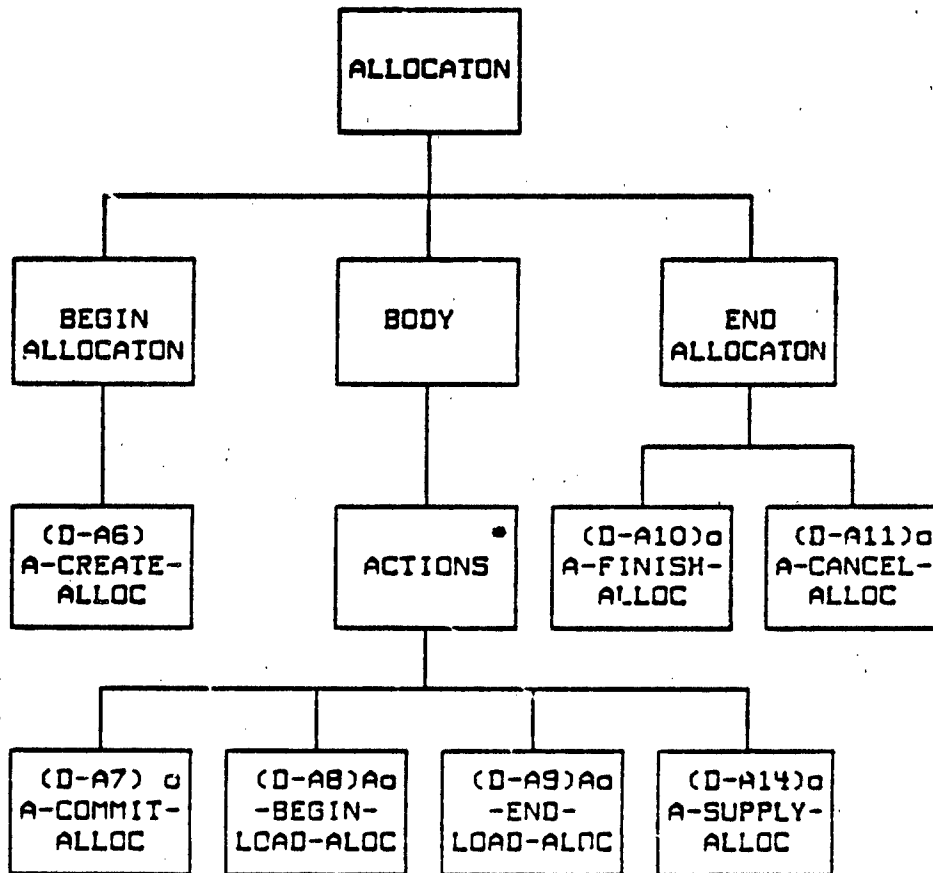 ALLOCATON
BEGIN
ALLOCATON
BODY
END
ALLOCATON
(D-A6)
A-CREATE-
ALLOC
*
ACTIONS
(D-A10)o
A-FINISH-
ALLOC
(D-A11)o
A-CANCEL-
ALLOC
(D-A7) o
A-COMMIT-
ALLOC
(D-A8)Ao
-BEGIN-
LOAD-ALOC
(D-A9)Ao
-END-
LOAD-ALOC
(D-A14)o
A-SUPPLY-
ALLOC